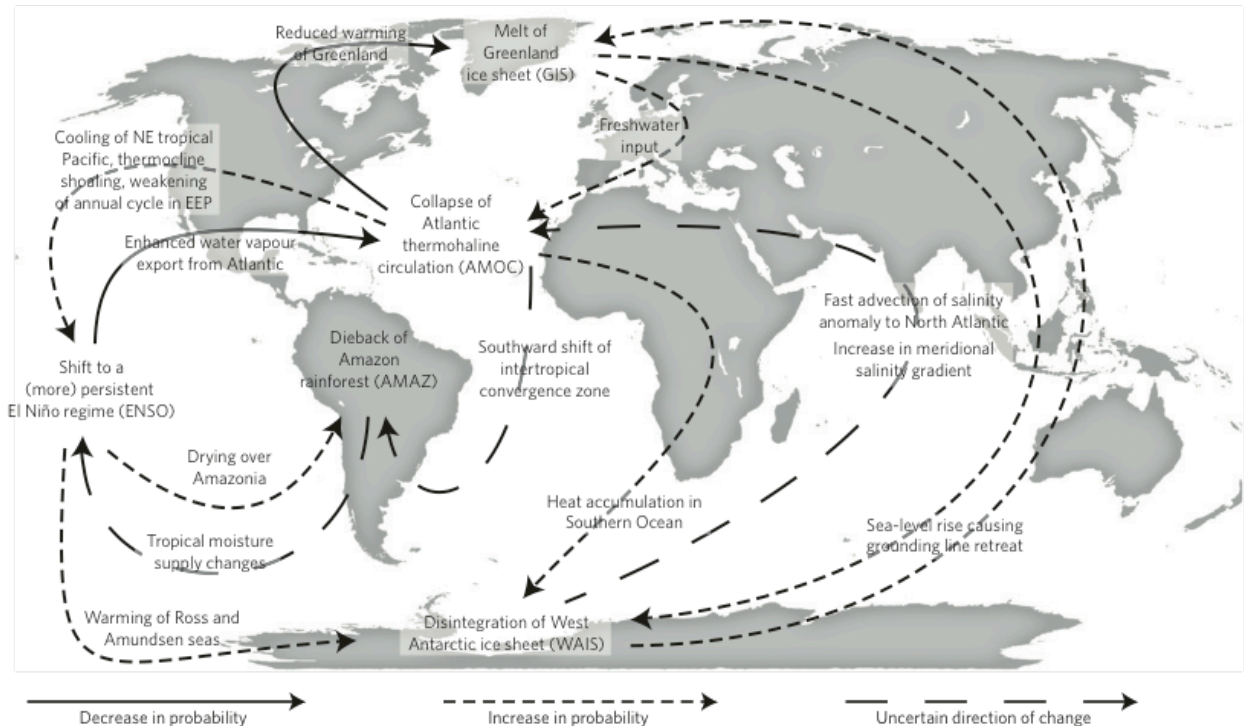 Reduced warming
of Greenland
Melt of
Greenland
ice sheet (GIS)
Cooling of NE tropical
Pacific, thermocline
shoaling, weakening
of annual cycle in EEP
Freshwater
input
Collapse of
Atlantic
thermohaline
circulation (AMOC)
Enhanced water vapour
export from Atlantic
Fast advection of salinity
anomaly to North Atlantic
Increase in meridional
salinity gradient
Dieback of
Amazon
rainforest (AMAZ)
Southward shift of
intertropical
convergence zone
Shift to a
(more) persistent
El Niño regime (ENSO)
Drying over
Amazonia
Heat accumulation in
Southern Ocean
Sea-level rise causing
grounding line retreat
Tropical moisture
supply changes
Warming of Ross and
Amundsen seas
Disintegration of West
Antarctic ice sheet (WAIS)
Decrease in probability
Increase in probability
Uncertain direction of change